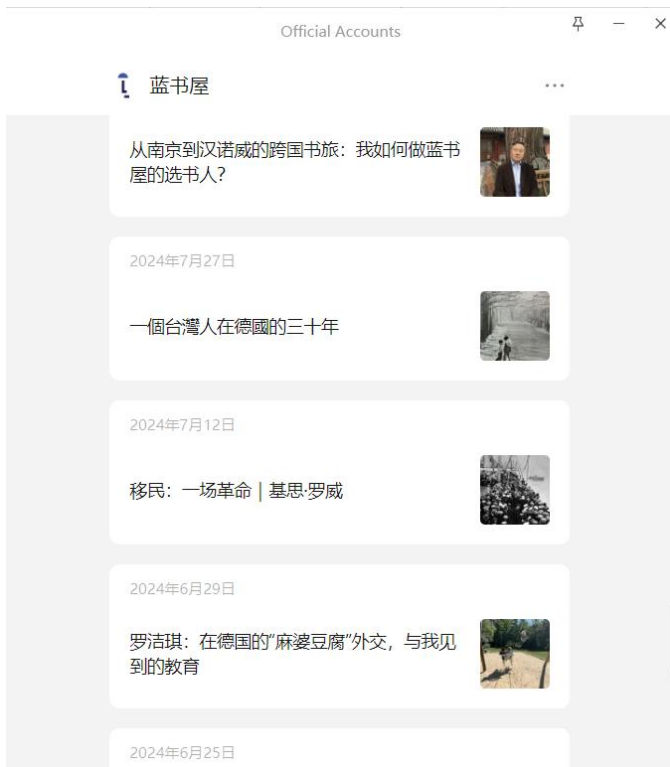 Official Accounts
蓝书屋
从南京到汉诺威的跨国书旅：我如何做蓝书
屋的选书人？
2024年7月27日
一個台灣人在德國的三十年
2024年7月12日
移民：一场革命｜基思·罗威
2024年6月29日
罗洁琪：在德国的“麻婆豆腐”外交，与我见
到的教育
2024年6月25日